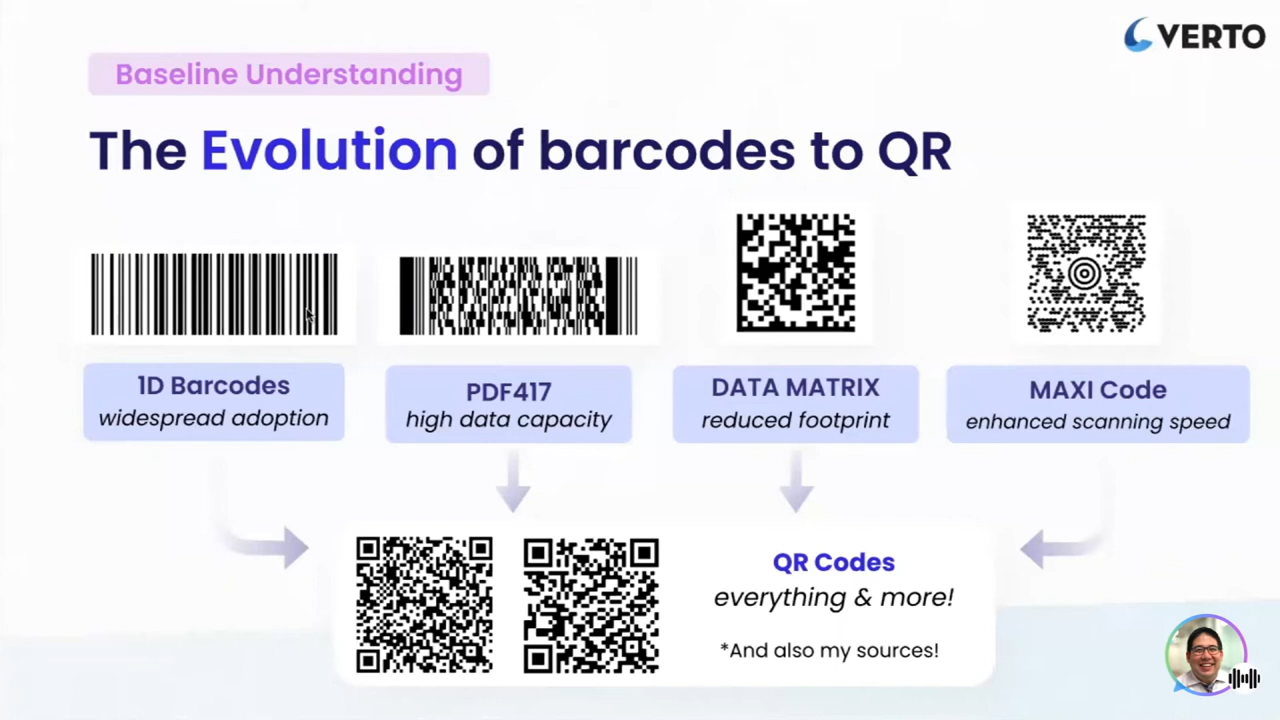 VERTO
Baseline Understanding
The Evolution of barcodes to QR
1D Barcodes
widespread adoption
PDF417
high data capacity
DATA MATRIX
reduced footprint
MAXI Code
enhanced scanning speed
QR Codes
everything & more!
*And also my sources!